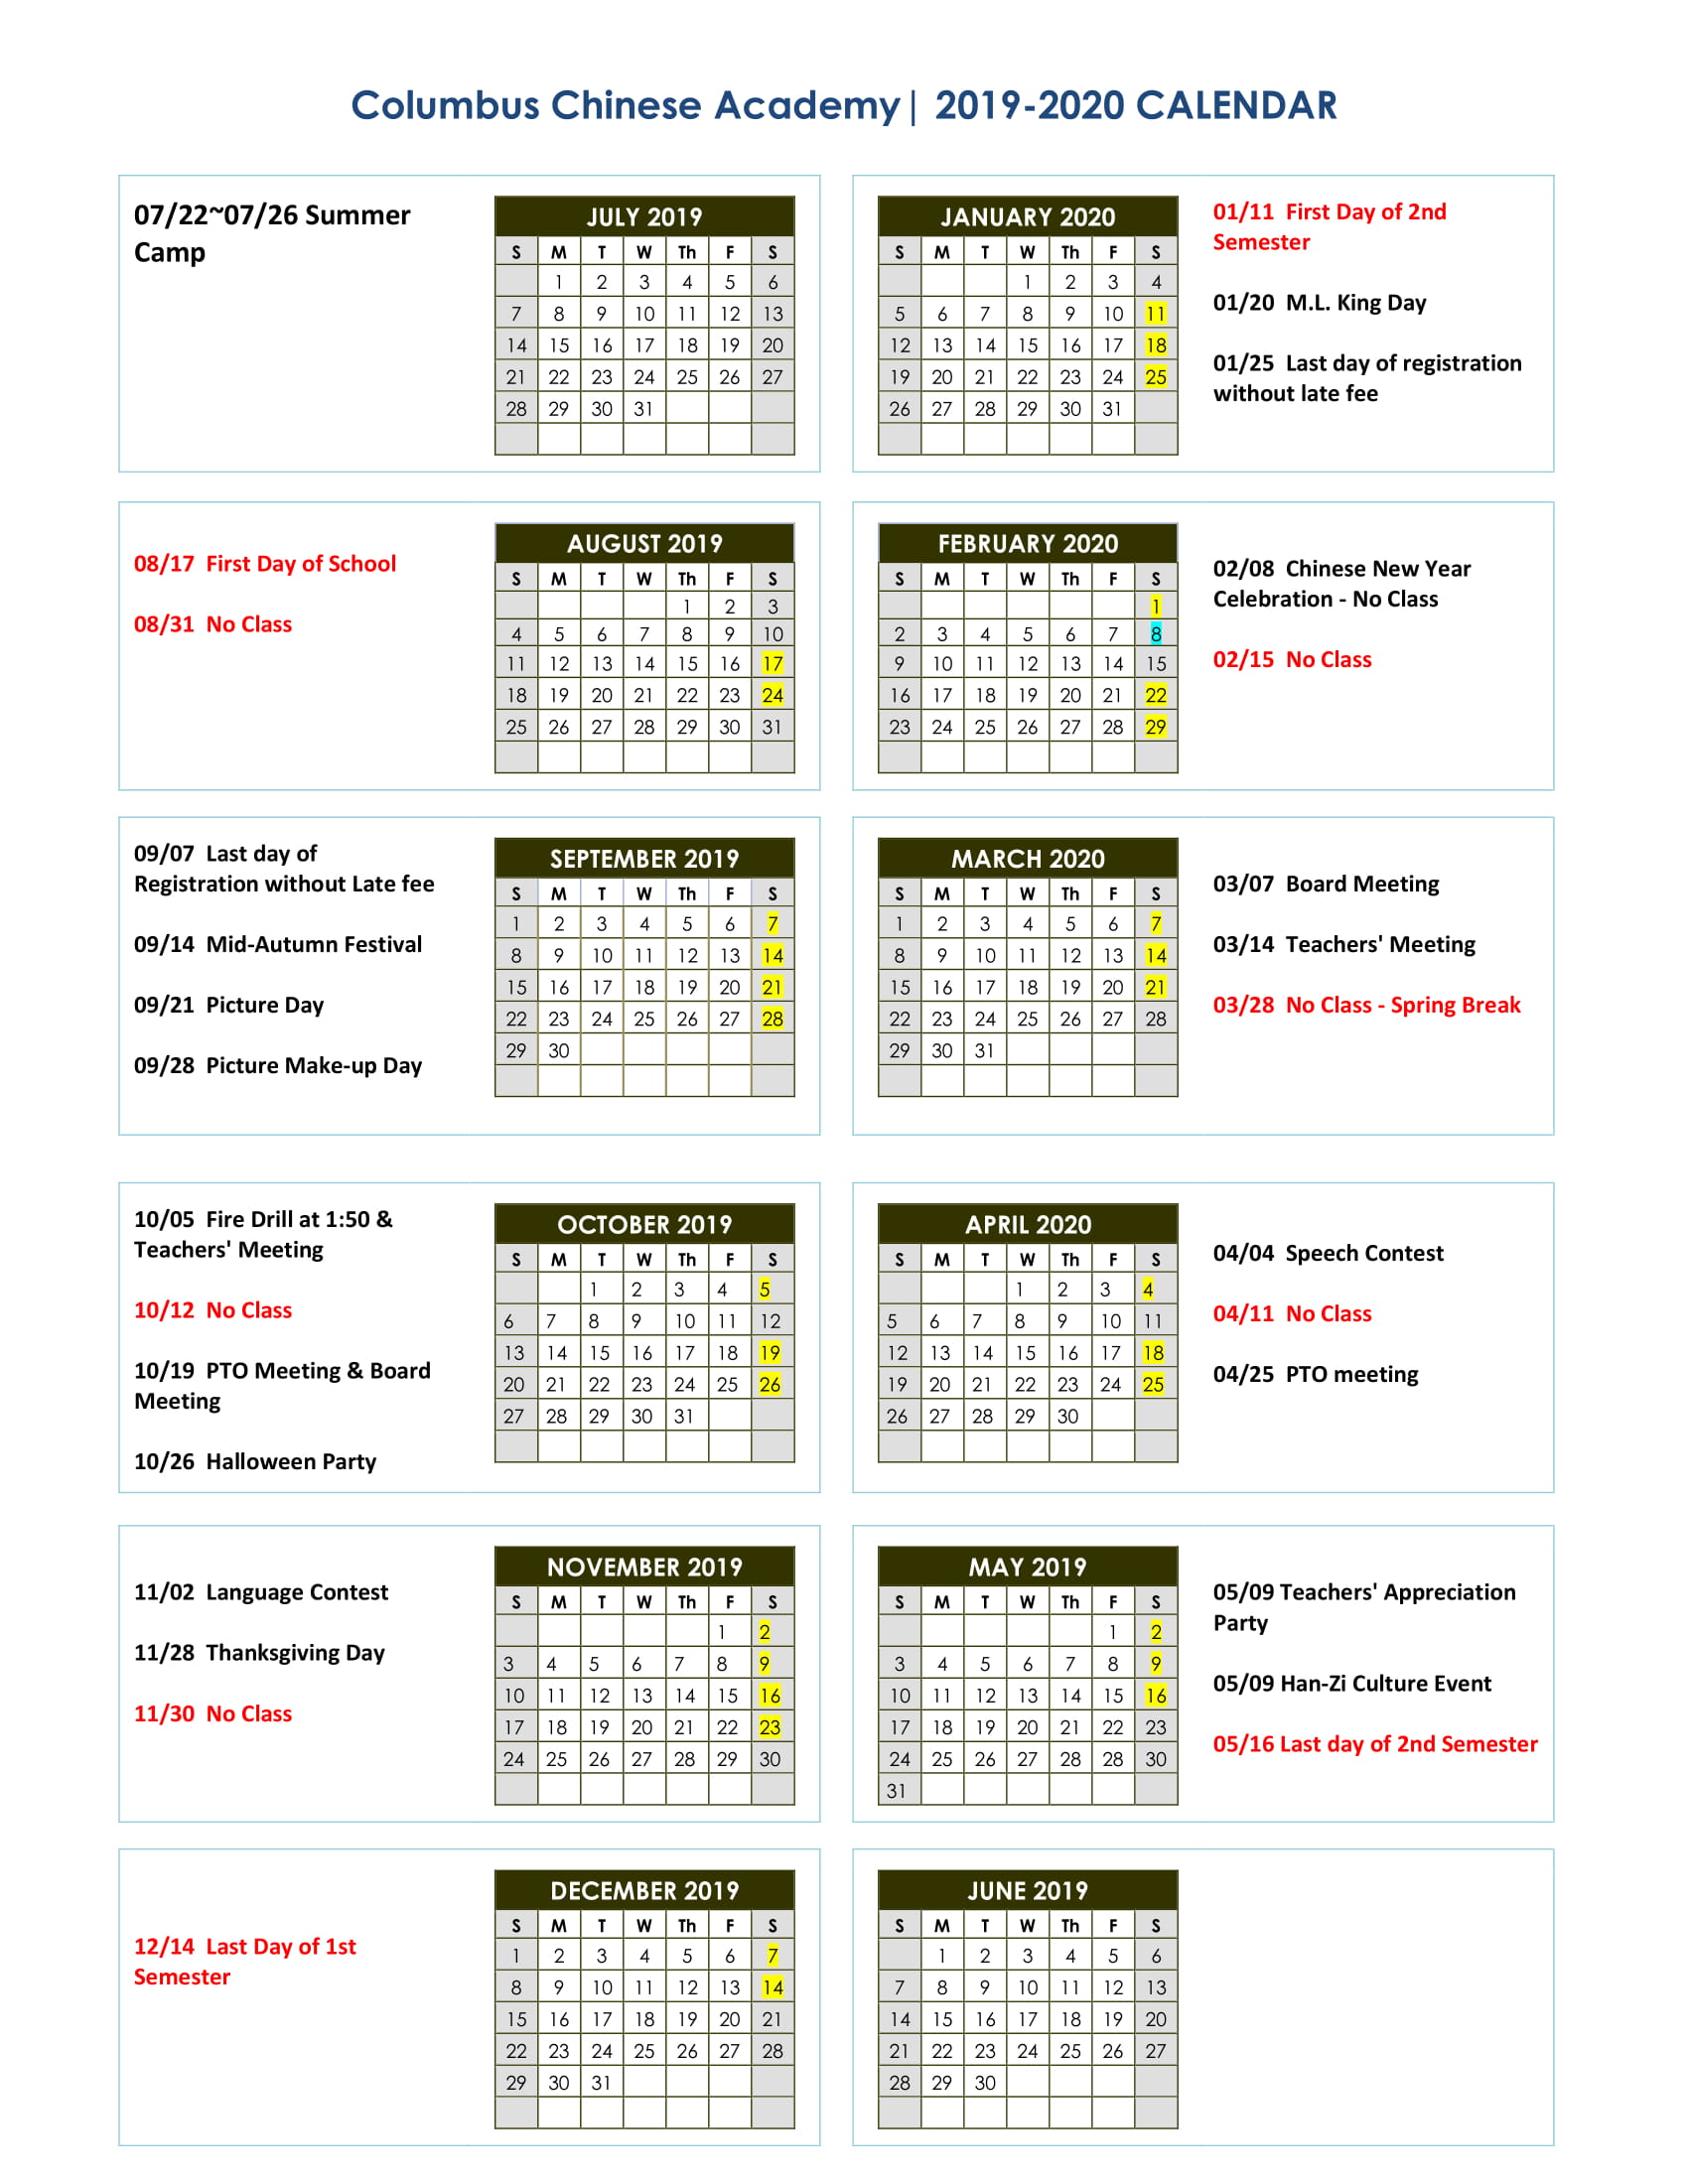 Columbus Chinese Academy| 2019-2020 CALENDAR
07/22~07/26 Summer
Camp
JULY 2019
S M T W Th F S
1 2 3 4 5 6
7 8 9 10 11 12 13
14 15 16 17 18 19 20
21 22 23 24 25 26 27
28 29 30 31
JANUARY 2020
S M T W Th F S
1 2 3 4
5 6 7 8 9 10 11
12 13 14 15 16 17 18
19 20 21 22 23 24 25
26 27 28 29 30 31
01/11 First Day of 2nd
Semester
01/20 M.L. King Day
01/25 Last day of registration
without late fee
08/17 First Day of School
08/31 No Class
AUGUST 2019
S M T W Th F S
1 2 3
4 5 6 7 8 9 10
11 12 13 14 15 16 17
18 19 20 21 22 23 24
25 26 27 28 29 30 31
FEBRUARY 2020
S M T W Th F S
1
2 3 4 5 6 7 8
9 10 11 12 13 14 15
16 17 18 19 20 21 22
23 24 25 26 27 28 29
02/08 Chinese New Year
Celebration - No Class
02/15 No Class
09/07 Last day of
Registration without Late fee
09/14 Mid-Autumn Festival
09/21 Picture Day
09/28 Picture Make-up Day
SEPTEMBER 2019
S M T W Th F S
1 2 3 4 5 6 7
8 9 10 11 12 13 14
15 16 17 18 19 20 21
22 23 24 25 26 27 28
29 30
MARCH 2020
S M T W Th F S
1 2 3 4 5 6 7
8 9 10 11 12 13 14
15 16 17 18 19 20 21
22 23 24 25 26 27 28
29 30 31
03/07 Board Meeting
03/14 Teachers' Meeting
03/28 No Class - Spring Break
10/05 Fire Drill at 1:50 &
Teachers' Meeting
10/12 No Class
10/19 PTO Meeting & Board
Meeting
10/26 Halloween Party
OCTOBER 2019
S M T W Th F S
1 2 3 4 5
6 7 8 9 10 11 12
13 14 15 16 17 18 19
20 21 22 23 24 25 26
27 28 29 30 31
APRIL 2020
S M T W Th F S
1 2 3 4
5 6 7 8 9 10 11
12 13 14 15 16 17 18
19 20 21 22 23 24 25
26 27 28 29 30
04/04 Speech Contest
04/11 No Class
04/25 PTO meeting
11/02 Language Contest
11/28 Thanksgiving Day
11/30 No Class
NOVEMBER 2019
S M T W Th F S
1 2
3 4 5 6 7 8 9
10 11 12 13 14 15 16
17 18 19 20 21 22 23
24 25 26 27 28 29 30
MAY 2019
S M T W Th F S
1 2
3 4 5 6 7 8 9
10 11 12 13 14 15 16
17 18 19 20 21 22 23
24 25 26 27 28 28 30
31
05/09 Teachers' Appreciation
Party
05/09 Han-Zi Culture Event
05/16 Last day of 2nd Semester
12/14 Last Day of 1st
Semester
DECEMBER 2019
S M T W Th F S
1 2 3 4 5 6 7
8 9 10 11 12 13 14
15 16 17 18 19 20 21
22 23 24 25 26 27 28
29 30 31
JUNE 2019
S M T W Th F S
1 2 3 4 5 6
7 8 9 10 11 12 13
14 15 16 17 18 19 20
21 22 23 24 25 26 27
28 29 30